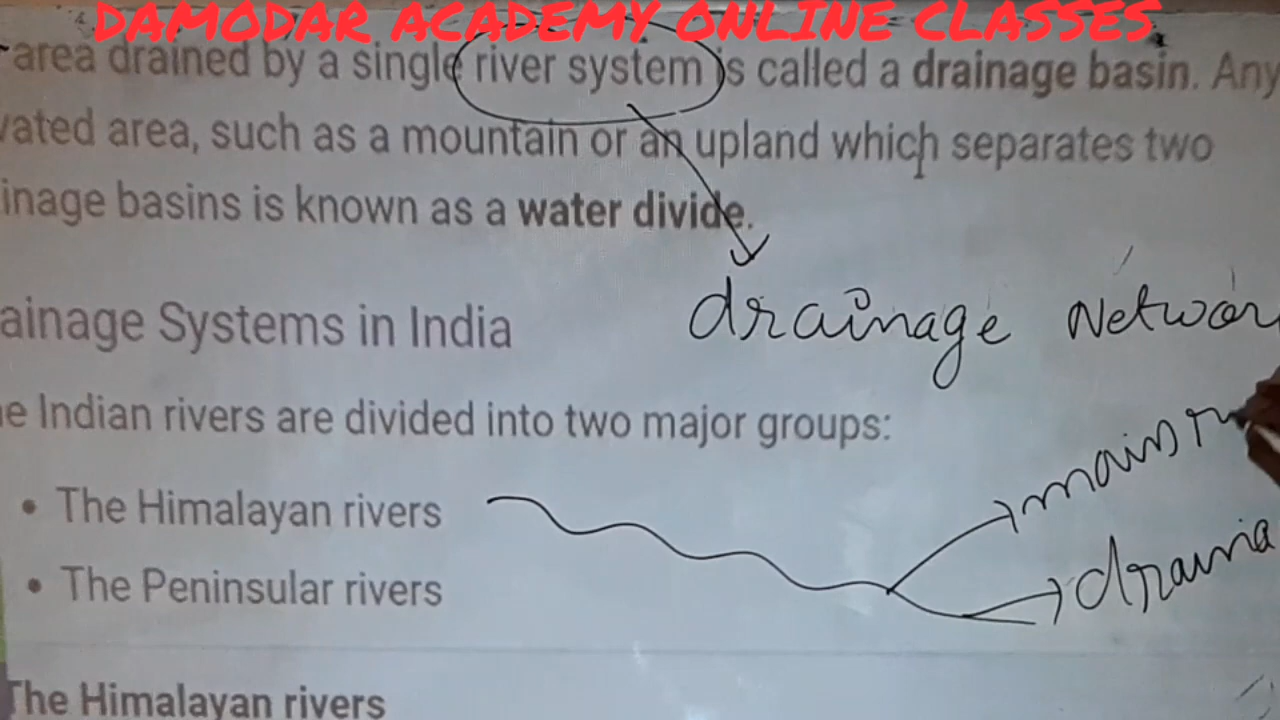 DAMODAR ACADEMY ONLINE CLASSES
area drained by a single river system is called a drainage basin. Any
vated area, such as a mountain or an upland which separates two
inage basins is known as a water divide.
drainage Networ
ainage Systems in India
e Indian rivers are divided into two major groups:
main r
• The Himalayan rivers
• The Peninsular rivers
The Himalayan rivers